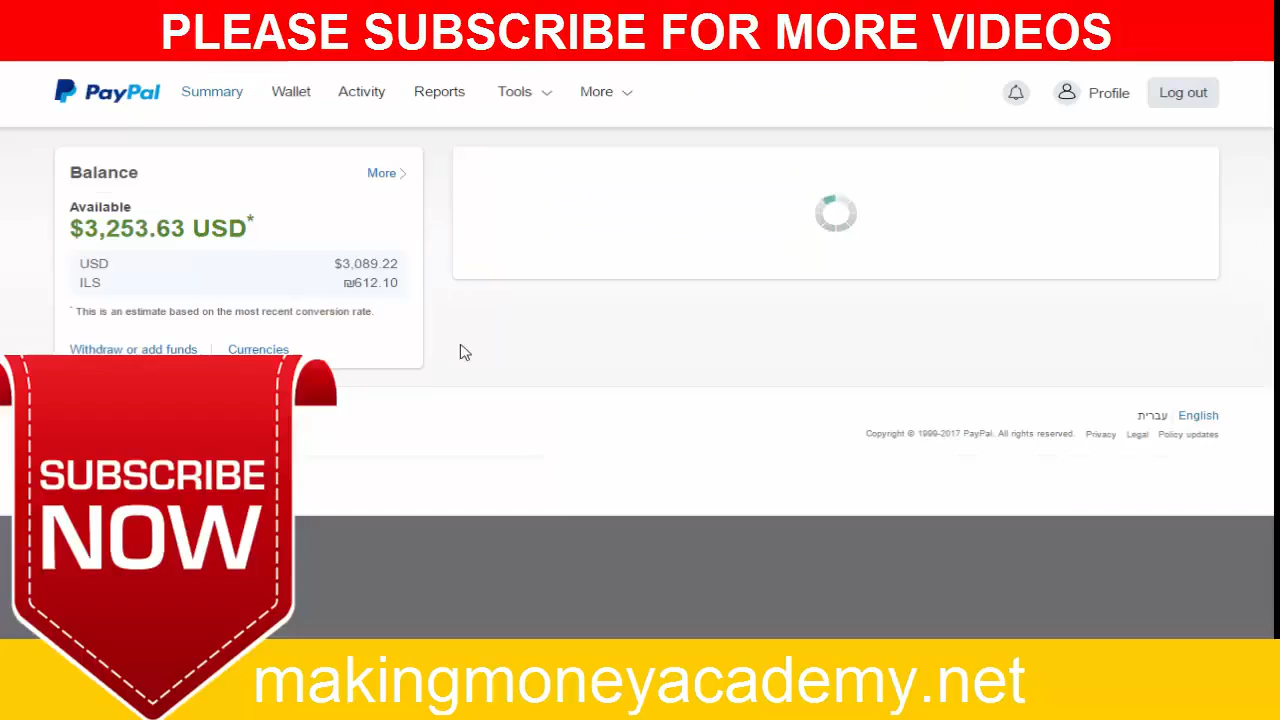 PLEASE SUBSCRIBE FOR MORE VIDEOS
PayPal Summary Wallet Activity Reports Tools More Profile Log out
Balance More
Available
$3,253.63 USD*
USD $3,089.22
ILS ₪612.10
* This is an estimate based on the most recent conversion rate.
Withdraw or add funds | Currencies
עברית | English
Copyright © 1999-2017 PayPal. All rights reserved. Privacy Legal Policy updates
SUBSCRIBE
NOW
makingmoneyacademy.net